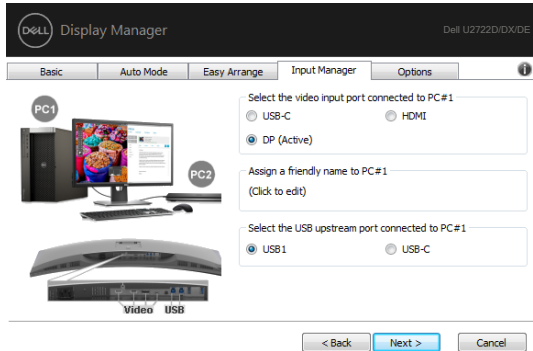 DELL Display Manager
Dell U2722D/DX/DE
Basic
Auto Mode
Easy Arrange
Input Manager
Options
PC1
PC2
Video USB
Select the video input port connected to PC#1
USB-C
HDMI
DP (Active)
Assign a friendly name to PC#1
(Click to edit)
Select the USB upstream port connected to PC#1
USB1
USB-C
< Back
Next >
Cancel